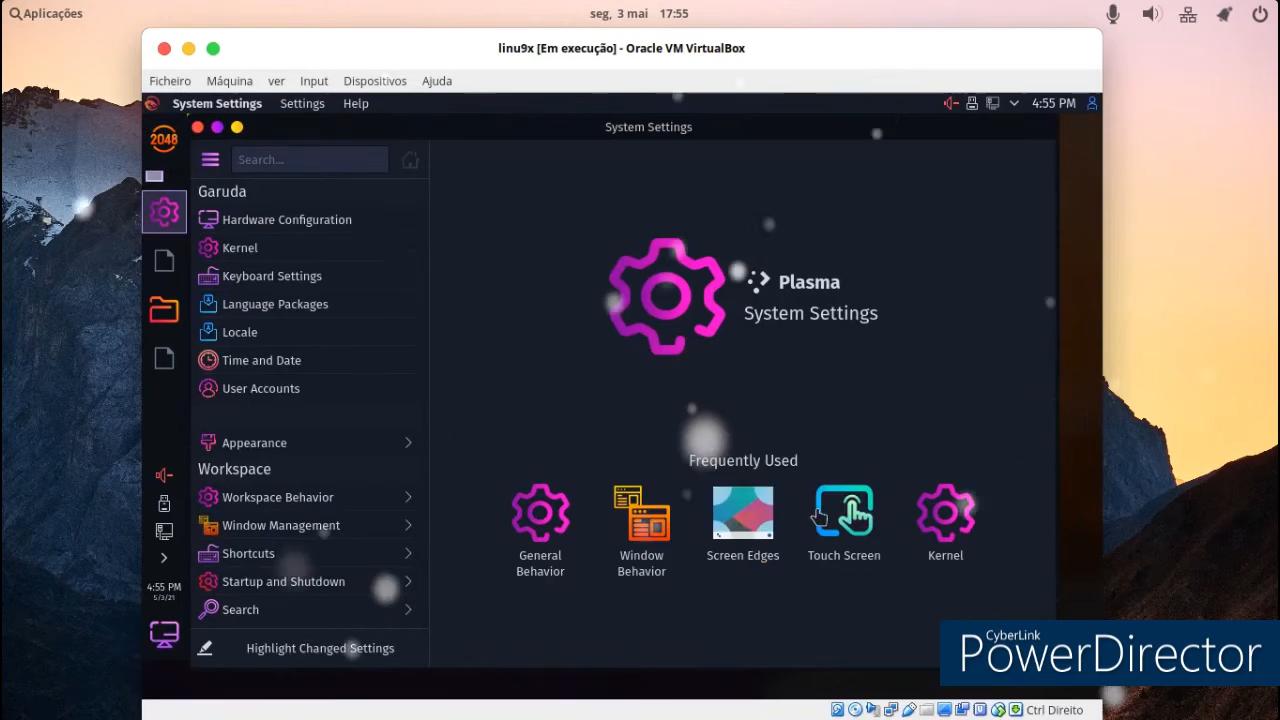 Aplicações
seg, 3 mai 17:55
linu9x [Em execução] - Oracle VM VirtualBox
Ficheiro Máquina ver Input Dispositivos Ajuda
System Settings Settings Help
4:55 PM
2048
System Settings
Search...
Garuda
Hardware Configuration
Kernel
Keyboard Settings
Language Packages
Locale
Time and Date
User Accounts
Appearance
Workspace
Workspace Behavior
Window Management
Shortcuts
Startup and Shutdown
Search
Highlight Changed Settings
4:55 PM
5/3/21
Plasma
System Settings
Frequently Used
General
Behavior
Window
Behavior
Screen Edges
Touch Screen
Kernel
CyberLink
PowerDirector
Ctrl Direito